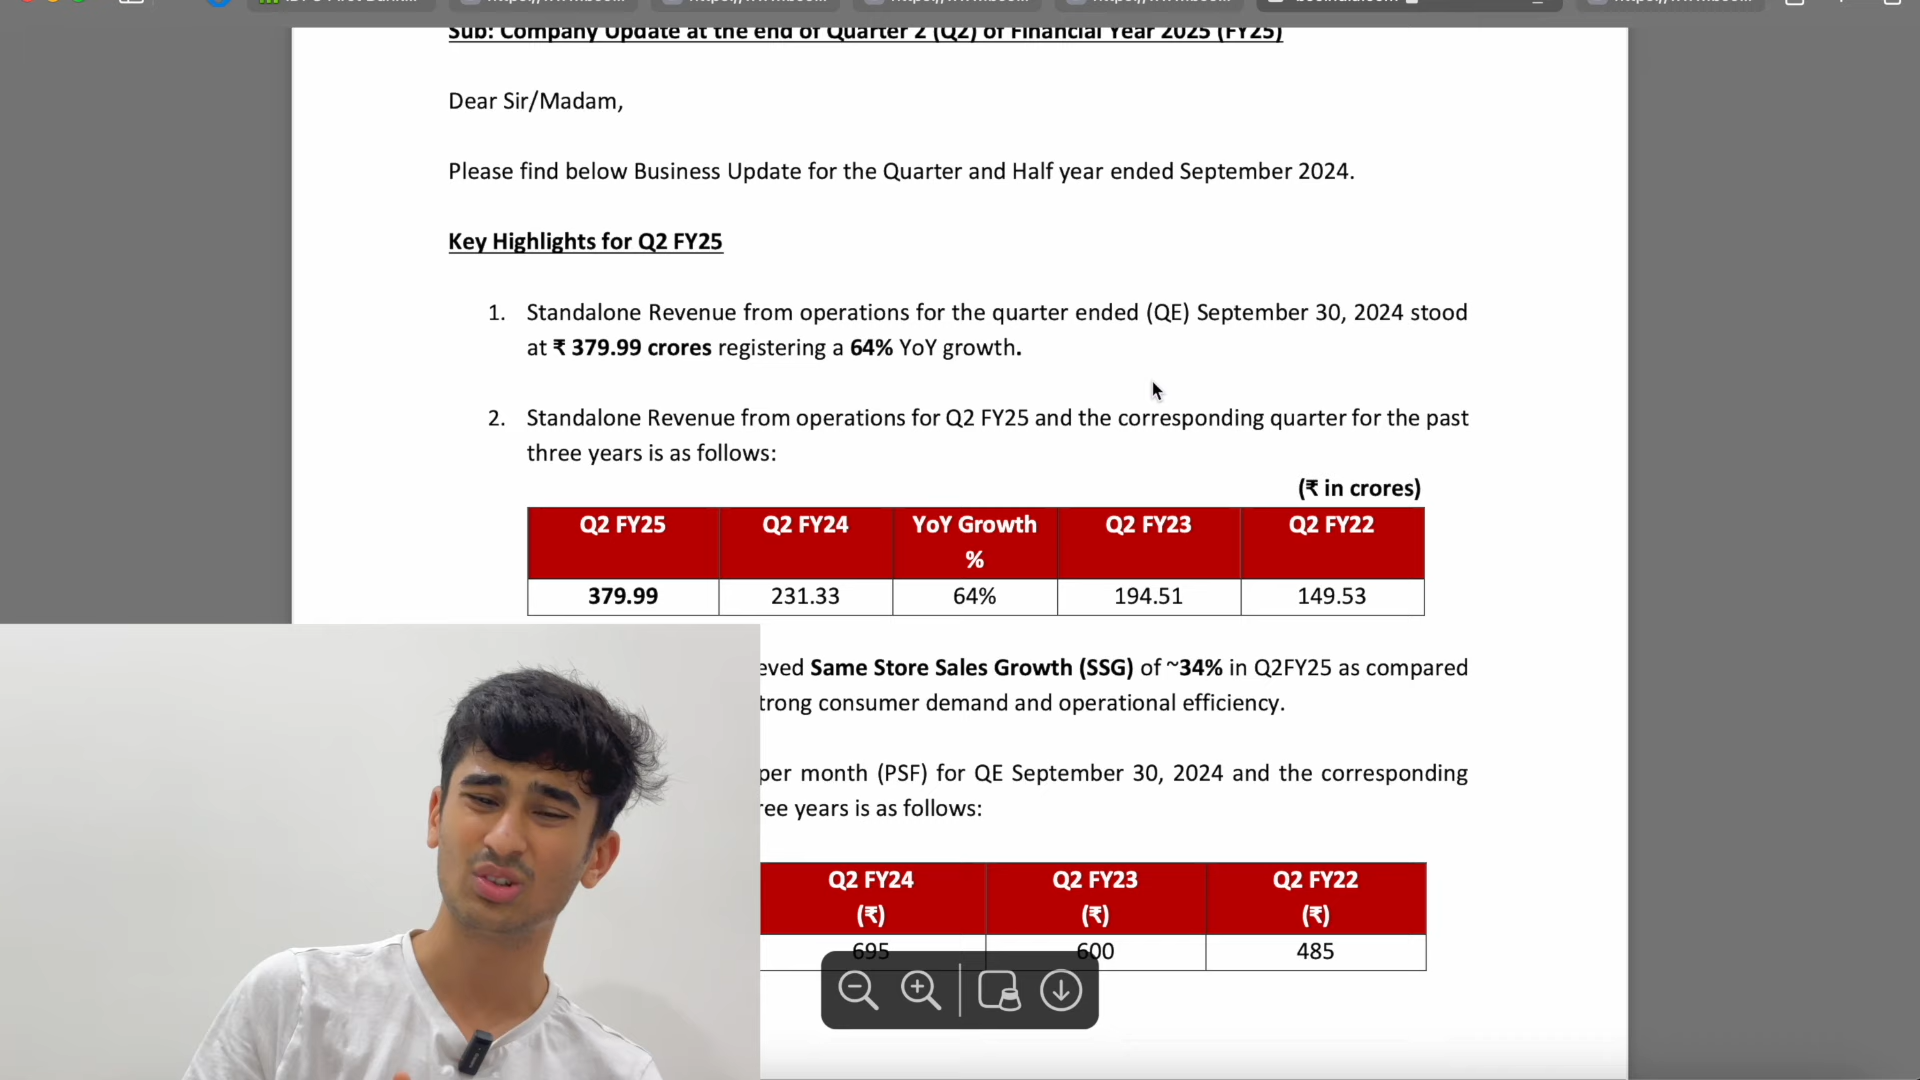 Sub: Company Update at the end of Quarter 2 (Q2) of Financial Year 2025 (FY25)
Dear Sir/Madam,
Please find below Business Update for the Quarter and Half year ended September 2024.
Key Highlights for Q2 FY25
1. Standalone Revenue from operations for the quarter ended (QE) September 30, 2024 stood
at ₹ 379.99 crores registering a 64% YoY growth.
2. Standalone Revenue from operations for Q2 FY25 and the corresponding quarter for the past
three years is as follows:
(₹ in crores)
Q2 FY25 Q2 FY24 YoY Growth Q2 FY23 Q2 FY22
%
379.99 231.33 64% 194.51 149.53
eved Same Store Sales Growth (SSG) of ~34% in Q2FY25 as compared
trong consumer demand and operational efficiency.
per month (PSF) for QE September 30, 2024 and the corresponding
ree years is as follows:
Q2 FY24 Q2 FY23 Q2 FY22
(₹) (₹) (₹)
695 600 485